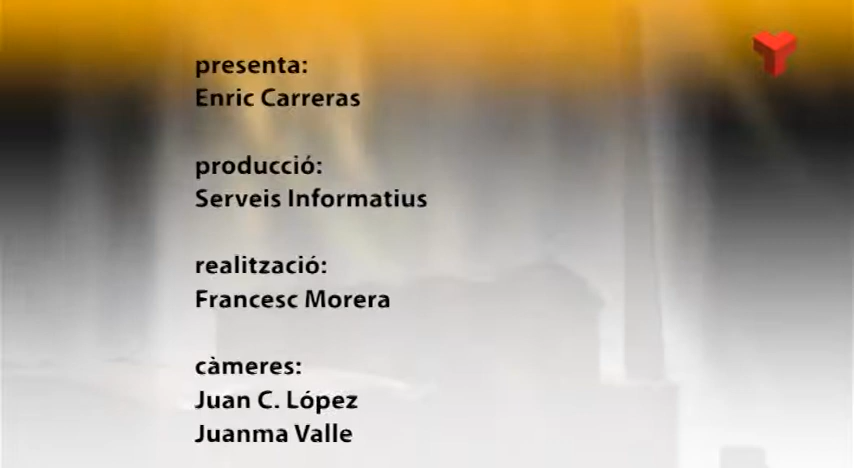 presenta:
Enric Carreras
producció:
Serveis Informatius
realització:
Francesc Morera
càmeres:
Juan C. López
Juanma Valle